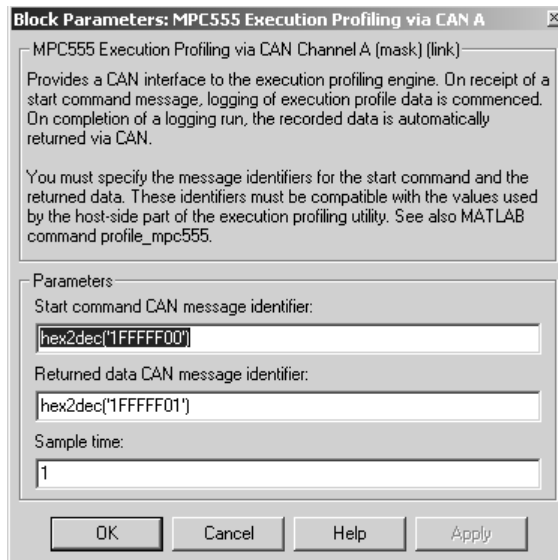 Block Parameters: MPC555 Execution Profiling via CAN A
MPC555 Execution Profiling via CAN Channel A (mask) (link)
Provides a CAN interface to the execution profiling engine. On receipt of a
start command message, logging of execution profile data is commenced.
On completion of a logging run, the recorded data is automatically
returned via CAN.
You must specify the message identifiers for the start command and the
returned data. These identifiers must be compatible with the values used
by the host-side part of the execution profiling utility. See also MATLAB
command profile_mpc555.
Parameters
Start command CAN message identifier:
hex2dec('1FFFFF00')
Returned data CAN message identifier:
hex2dec('1FFFFF01')
Sample time:
1
OK Cancel Help Apply